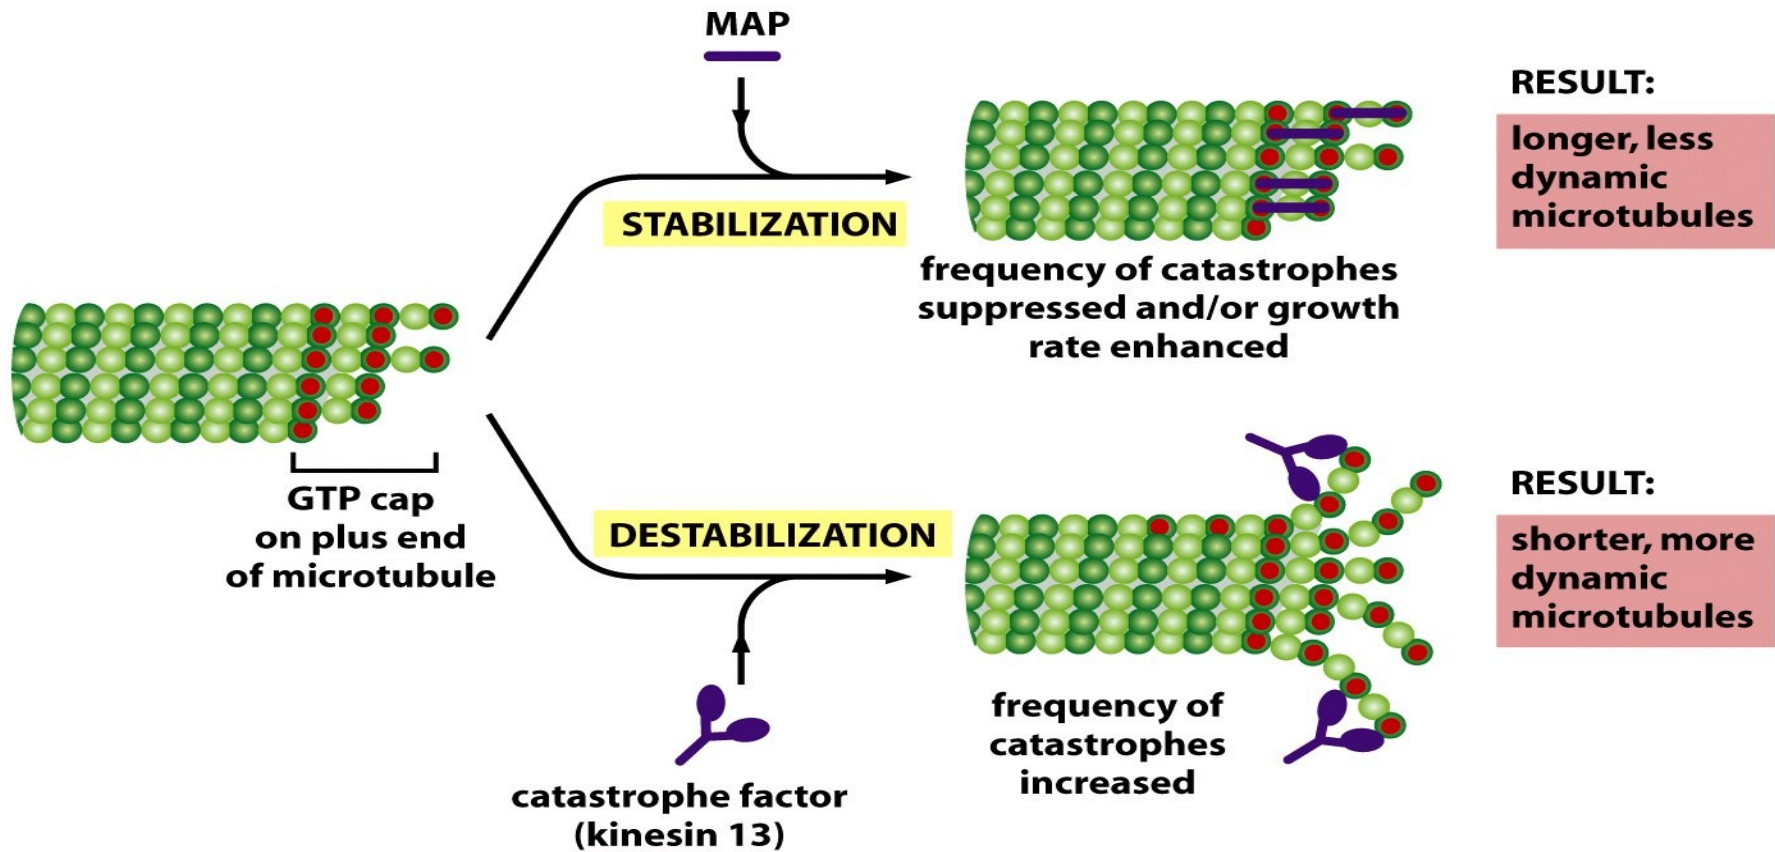 MAP
STABILIZATION
frequency of catastrophes
suppressed and/or growth
rate enhanced
RESULT:
longer, less
dynamic
microtubules
GTP cap
on plus end
of microtubule
DESTABILIZATION
catastrophe factor
(kinesin 13)
frequency of
catastrophes
increased
RESULT:
shorter, more
dynamic
microtubules